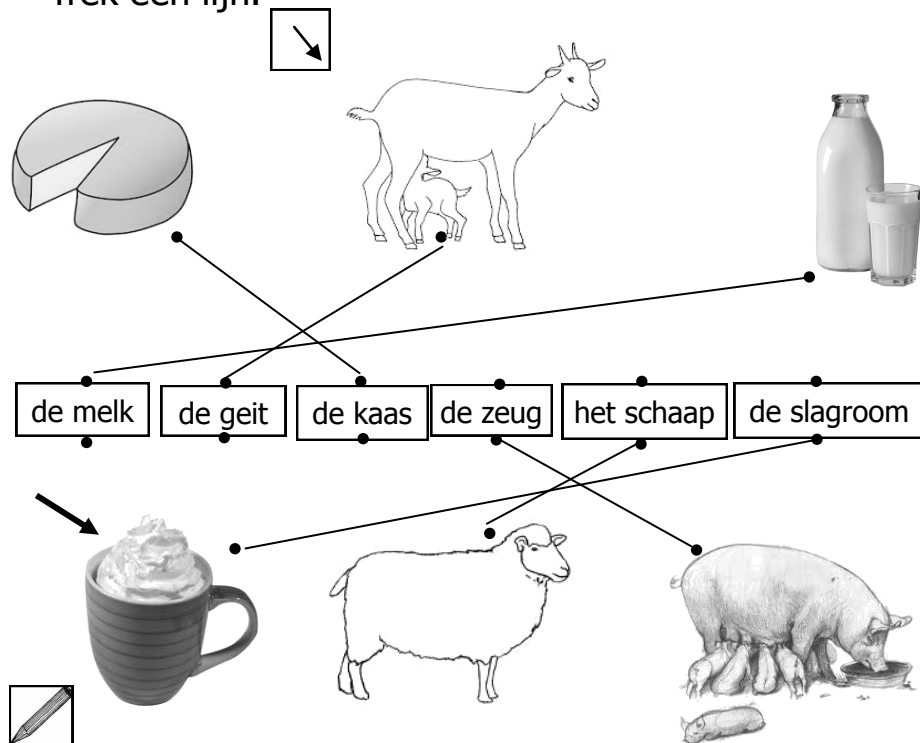 Trek een lijn.
de melk de geit de kaas de zeug het schaap de slagroom